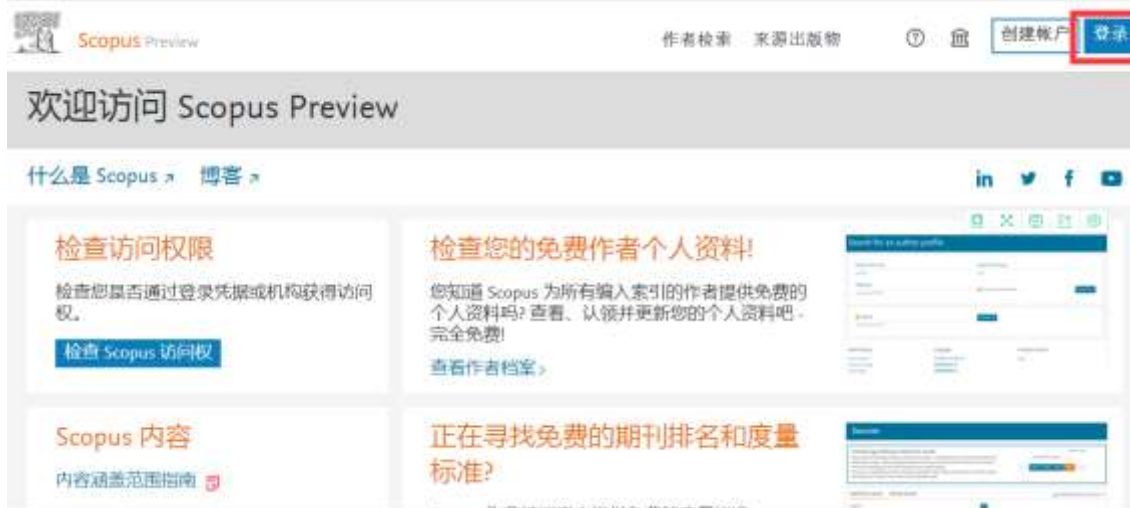 Scopus Preview
作者检索 来源出版物
创建帐户 登录
欢迎访问 Scopus Preview
什么是 Scopus 博客
检查访问权限
检查您是否通过登录凭据或机构获得访问
权。
检查 Scopus 访问权
检查您的免费作者个人资料!
您知道 Scopus 为所有编入索引的作者提供免费的
个人资料吗? 查看、认领并更新您的个人资料吧 -
完全免费!
查看作者档案 >
Search for an author profile
Scopus 内容
内容涵盖范围指南
正在寻找免费的期刊排名和度量
标准?
Sources